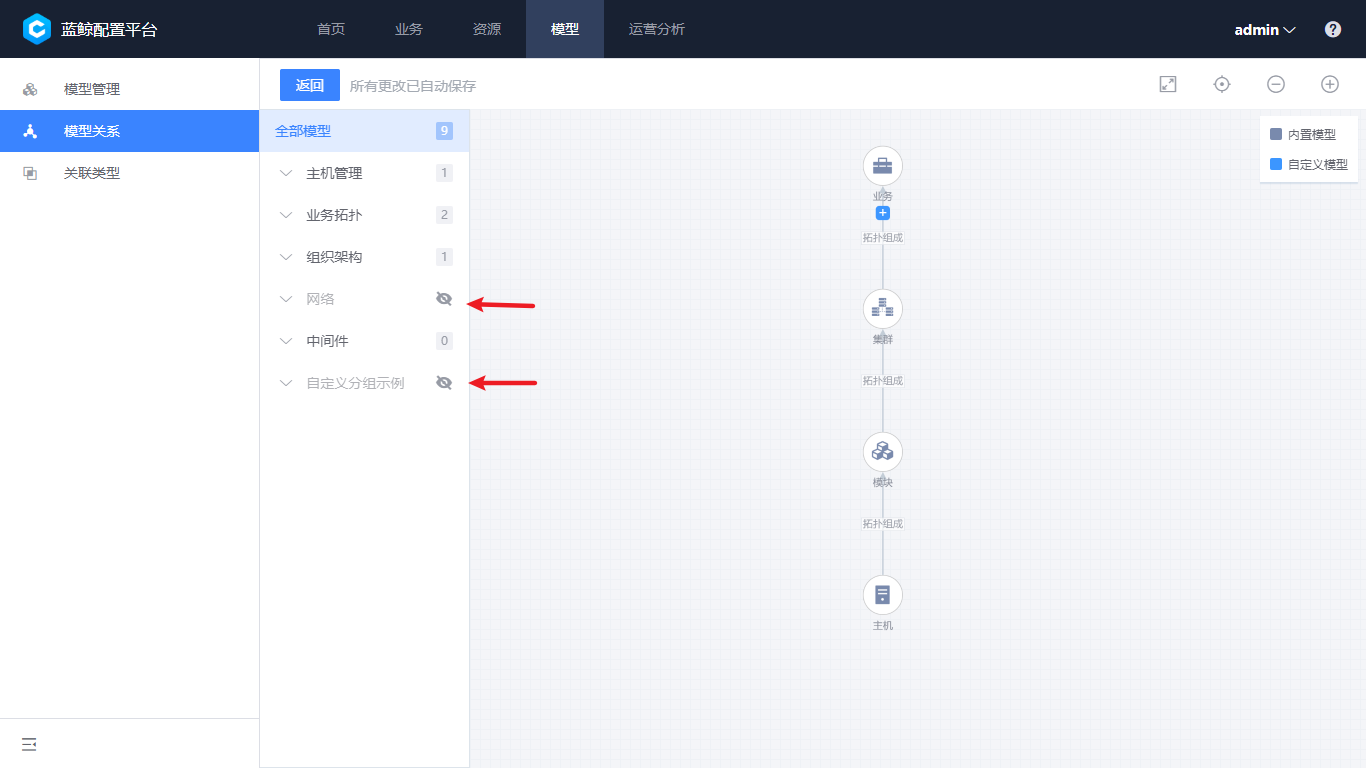 蓝鲸配置平台
首页
业务
资源
模型
运营分析
admin
模型管理
模型关系
关联类型
返回
所有更改已自动保存
全部模型 9
主机管理 1
业务拓扑 2
组织架构 1
网络
中间件 0
自定义分组示例
业务
拓扑组成
集群
拓扑组成
模块
拓扑组成
主机
内置模型
自定义模型